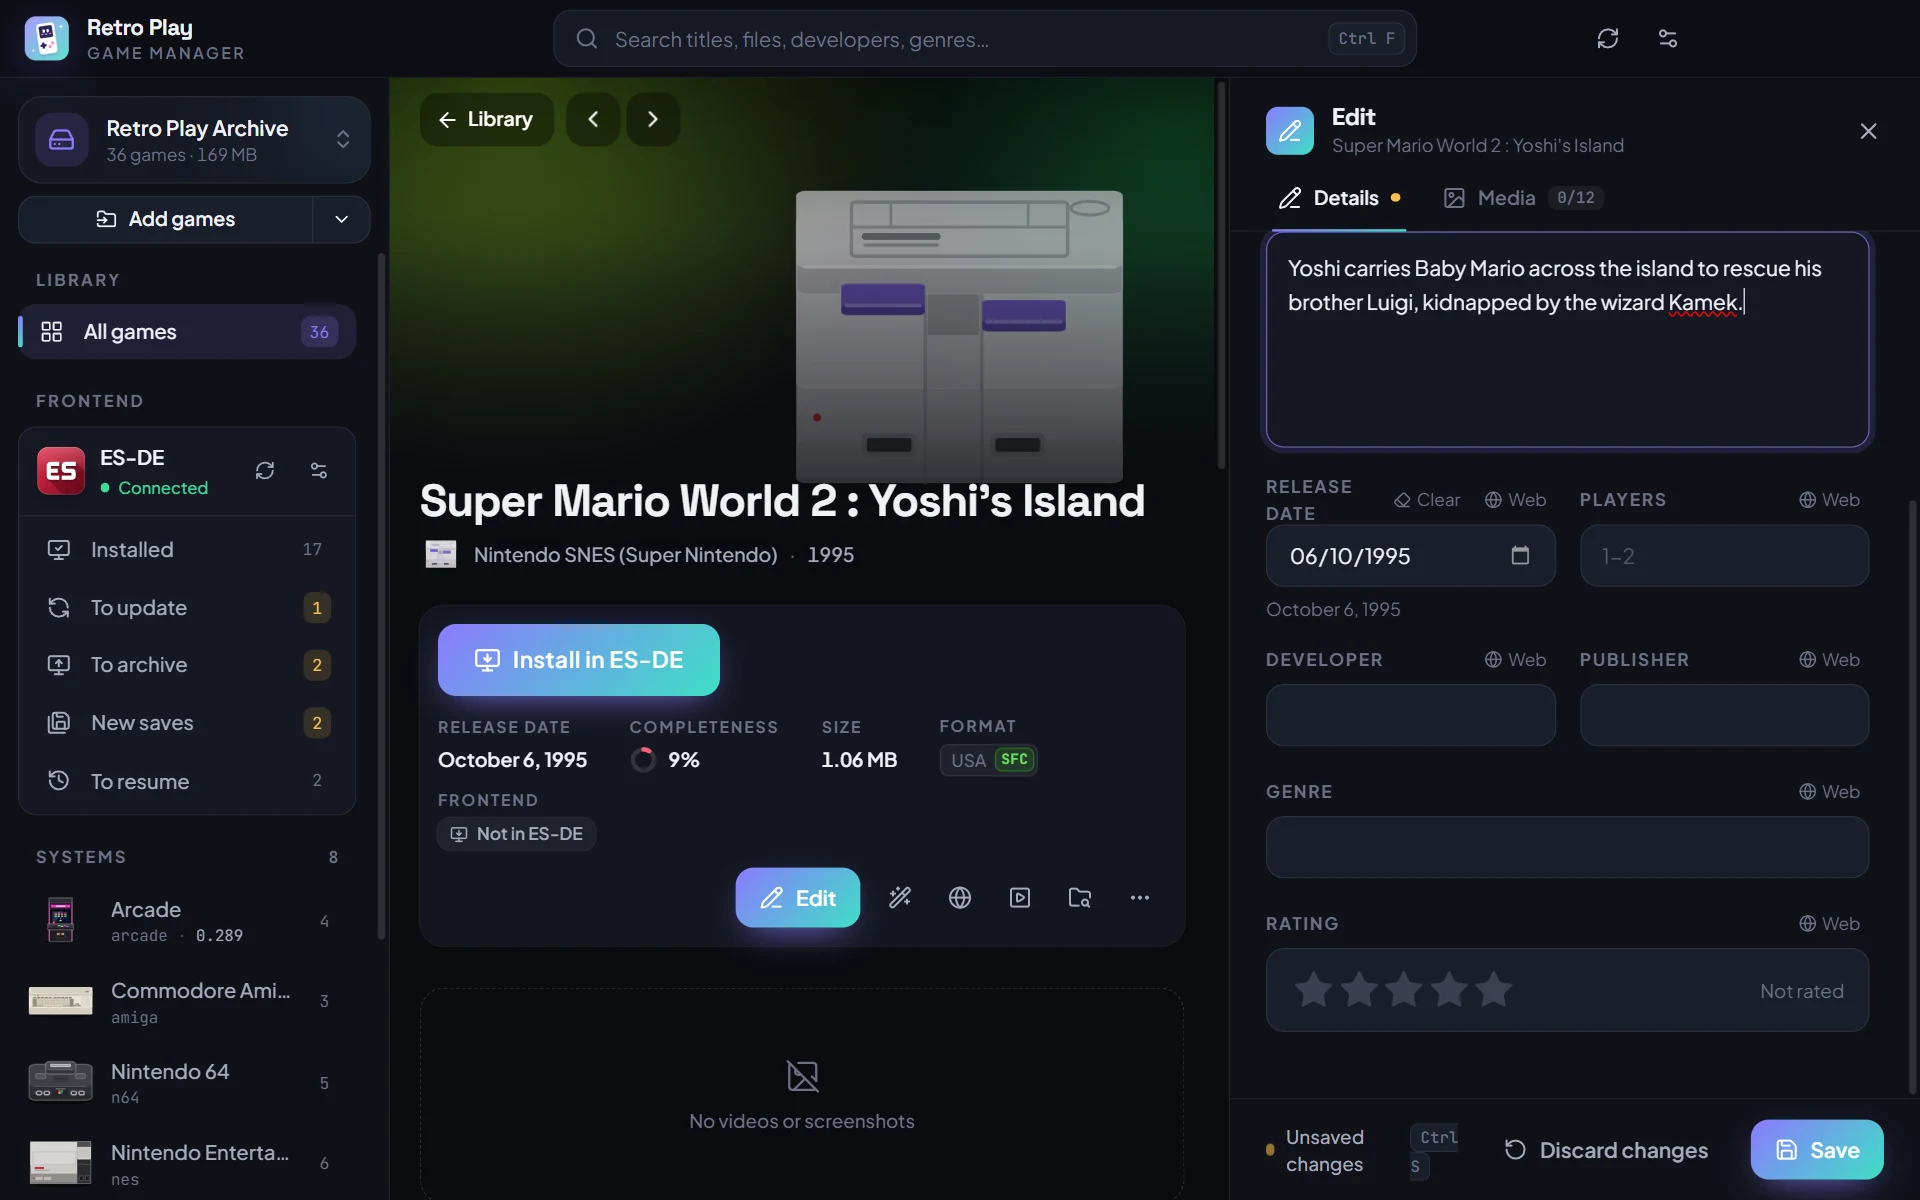 Retro Play
GAME MANAGER
Search titles, files, developers, genres...
Ctrl F
Retro Play Archive
36 games · 169 MB
Add games
LIBRARY
All games
36
FRONTEND
ES
ES-DE
Connected
Installed
17
To update
1
To archive
2
New saves
2
To resume
2
SYSTEMS
8
Arcade
arcade · 0.289
4
Commodore Ami...
amiga
3
Nintendo 64
n64
5
Nintendo Enterta...
nes
6
Library
Super Mario World 2 : Yoshi's Island
Nintendo SNES (Super Nintendo) · 1995
Install in ES-DE
RELEASE DATE
October 6, 1995
COMPLETENESS
9%
SIZE
1.06 MB
FORMAT
USA SFC
FRONTEND
Not in ES-DE
Edit
No videos or screenshots
Edit
Super Mario World 2 : Yoshi's Island
Details
Media
0/12
Yoshi carries Baby Mario across the island to rescue his
brother Luigi, kidnapped by the wizard Kamek.
RELEASE
DATE
Clear
Web
06/10/1995
October 6, 1995
PLAYERS
Web
1-2
DEVELOPER
Web
PUBLISHER
Web
GENRE
Web
RATING
Web
Not rated
Unsaved
changes
Ctrl
S
Discard changes
Save